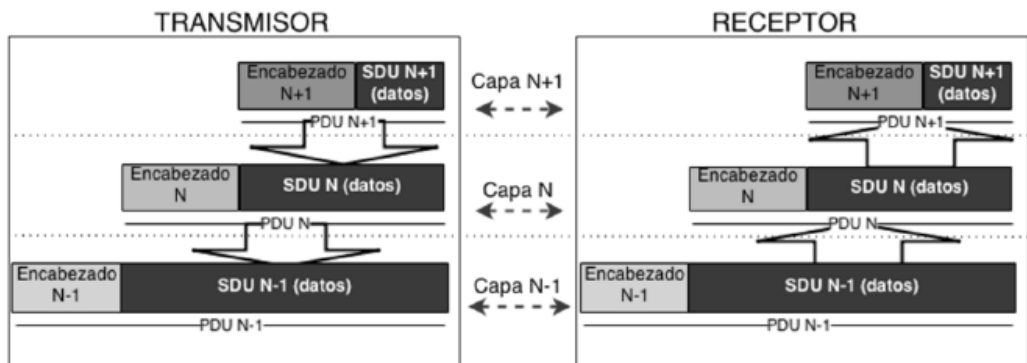 TRANSMISOR
RECEPTOR
Encabezado
N+1
SDU N+1
(datos)
PDU N+1
Capa N+1
Encabezado
N+1
SDU N+1
(datos)
PDU N+1
Encabezado
N
SDU N (datos)
PDU N
Capa N
Encabezado
N
SDU N (datos)
PDU N
Encabezado
N-1
SDU N-1 (datos)
PDU N-1
Capa N-1
Encabezado
N-1
SDU N-1 (datos)
PDU N-1